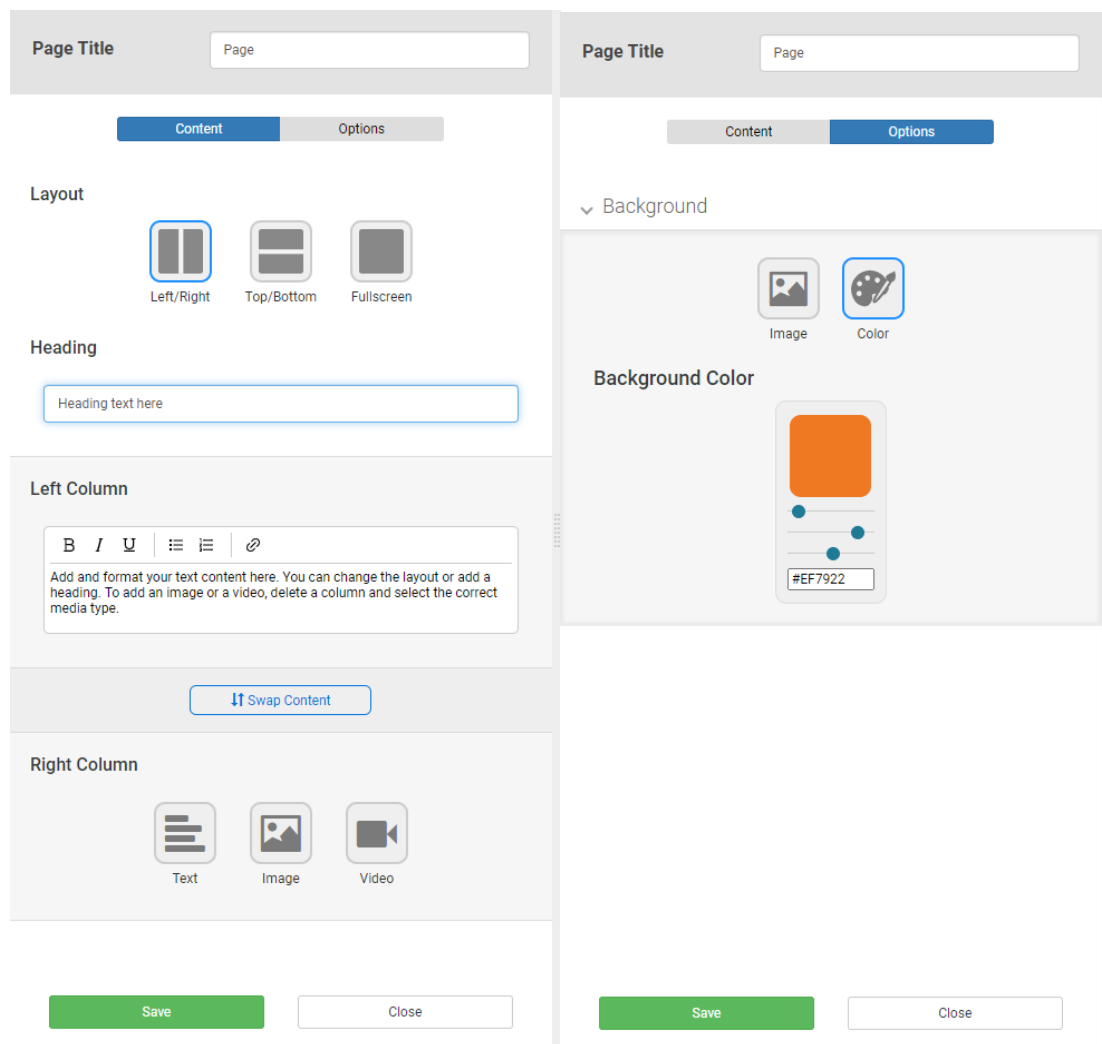 Page Title
Page
Content
Options
Layout
Left/Right
Top/Bottom
Fullscreen
Heading
Heading text here
Left Column
B I U
Add and format your text content here. You can change the layout or add a
heading. To add an image or a video, delete a column and select the correct
media type.
Swap Content
Right Column
Text
Image
Video
Save
Close
Page Title
Page
Content
Options
Background
Image
Color
Background Color
#EF7922
Save
Close